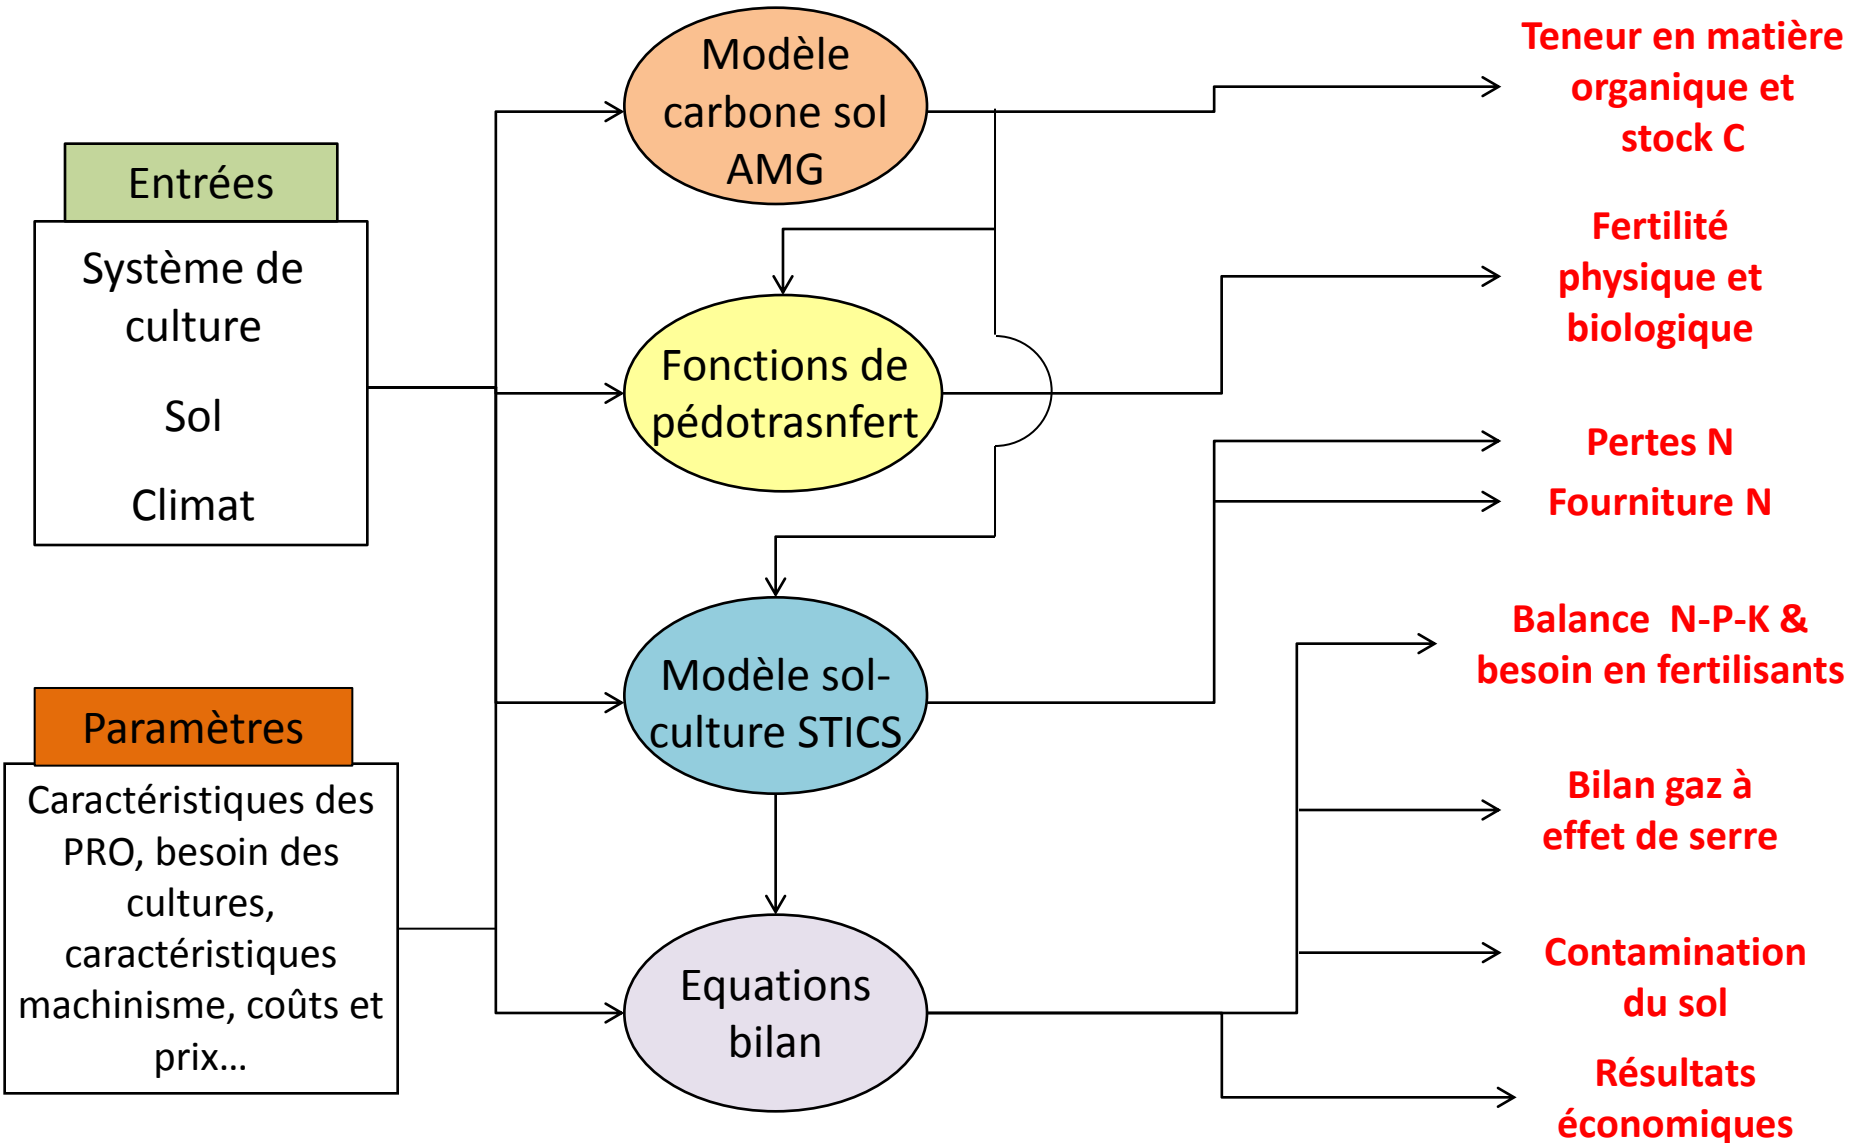 Entrées
Système de
culture
Sol
Climat
Paramètres
Caractéristiques des
PRO, besoin des
cultures,
caractéristiques
machinisme, coûts et
prix...
Modèle
carbone sol
AMG
Fonctions de
pédotrasnfert
Modèle sol-
culture STICS
Equations
bilan
Teneur en matière
organique et
stock C
Fertilité
physique et
biologique
Pertes N
Fourniture N
Balance  N-P-K &
besoin en fertilisants
Bilan gaz à
effet de serre
Contamination
du sol
Résultats
économiques